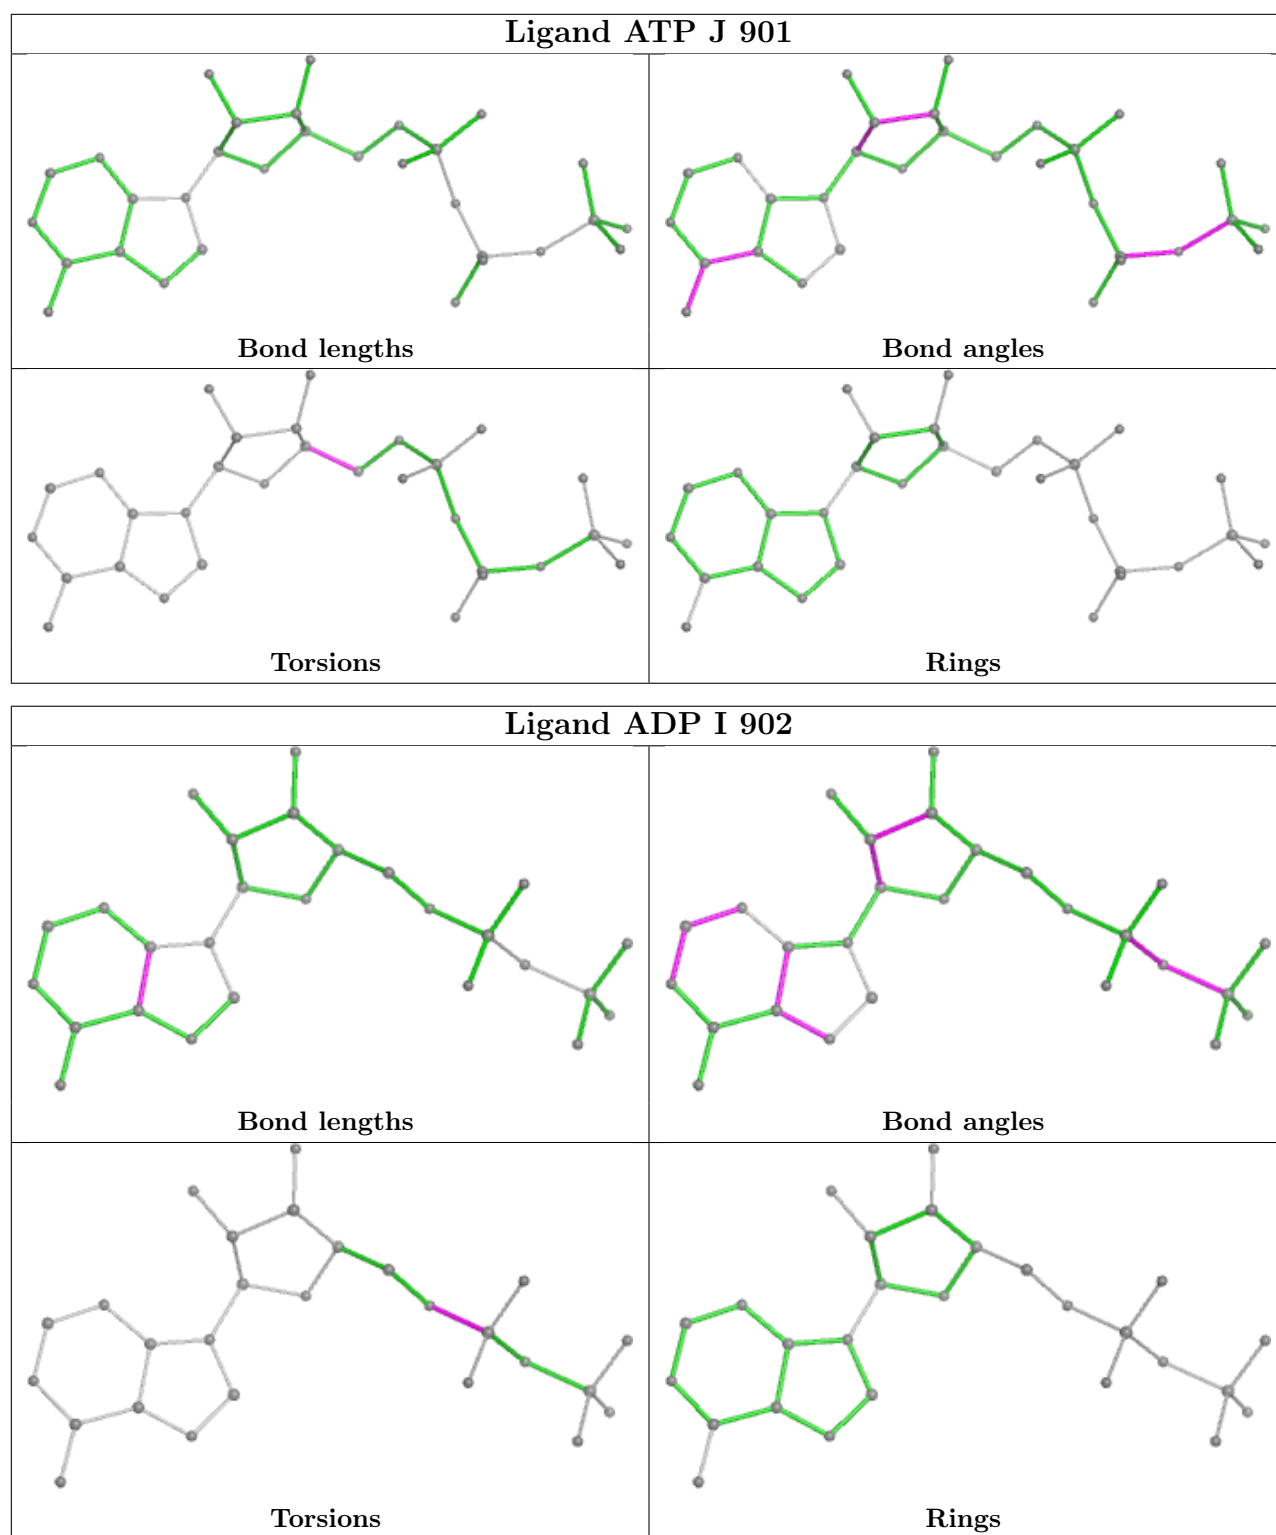 Ligand ATP J 901
Bond lengths
Bond angles
Torsions
Rings
Ligand ADP I 902
Bond lengths
Bond angles
Torsions
Rings